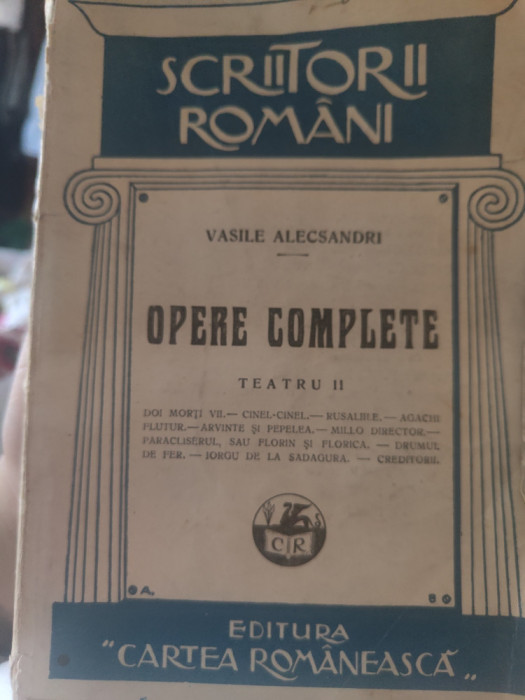 SCRIITORII
ROMÂNI
VASILE ALECSANDRI
OPERE COMPLETE
TEATRU II
DOI MORȚI VII.— CINEL-CINEL.— RUSALIILE.— AGACHI
FLUTUR.—ARVINTE ȘI PEPELEA.— MILLO DIRECTOR.—
PARACLISERUL, SAU FLORIN ȘI FLORICA. — DRUMUL
DE FER. — IORGU DE LA SADAGURA. — CREDITORII.
C R
A.
EDITURA
"CARTEA ROMÂNEASCĂ„